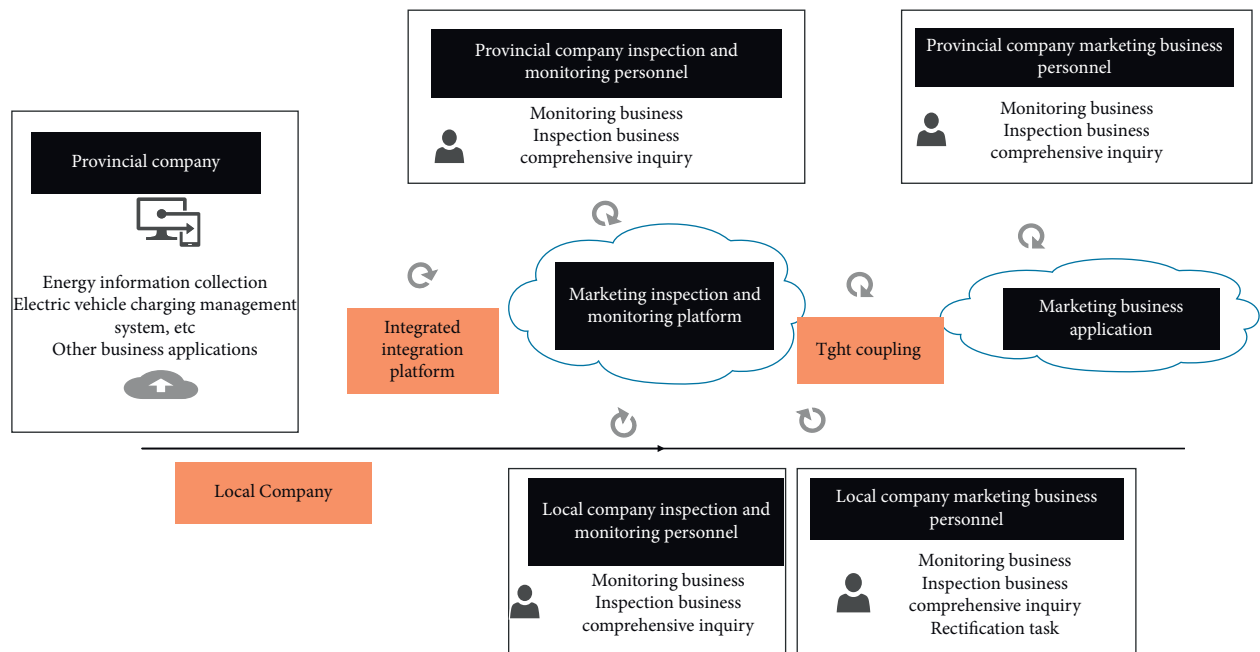 Provincial company inspection and
monitoring personnel
Monitoring business
Inspection business
comprehensive inquiry
Provincial company marketing business
personnel
Monitoring business
Inspection business
comprehensive inquiry
Provincial company
Energy information collection
Electric vehicle charging management
system, etc
Other business applications
Integrated
integration
platform
Marketing inspection and
monitoring platform
Tght coupling
Marketing business
application
Local Company
Local company inspection and
monitoring personnel
Monitoring business
Inspection business
comprehensive inquiry
Local company marketing business
personnel
Monitoring business
Inspection business
comprehensive inquiry
Rectification task